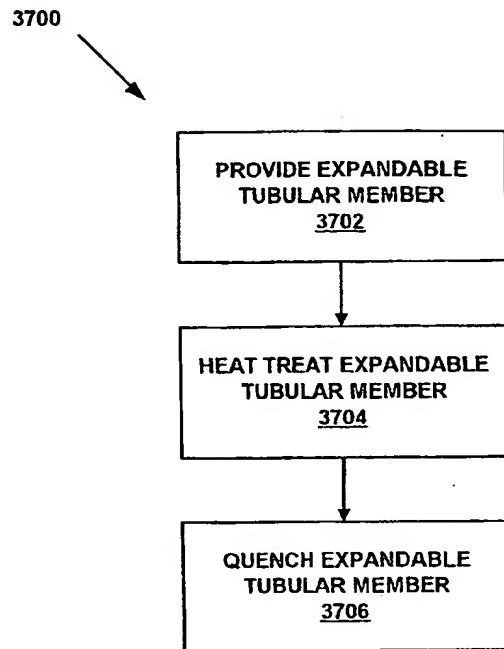 3700
PROVIDE EXPANDABLE
TUBULAR MEMBER
3702
HEAT TREAT EXPANDABLE
TUBULAR MEMBER
3704
QUENCH EXPANDABLE
TUBULAR MEMBER
3706